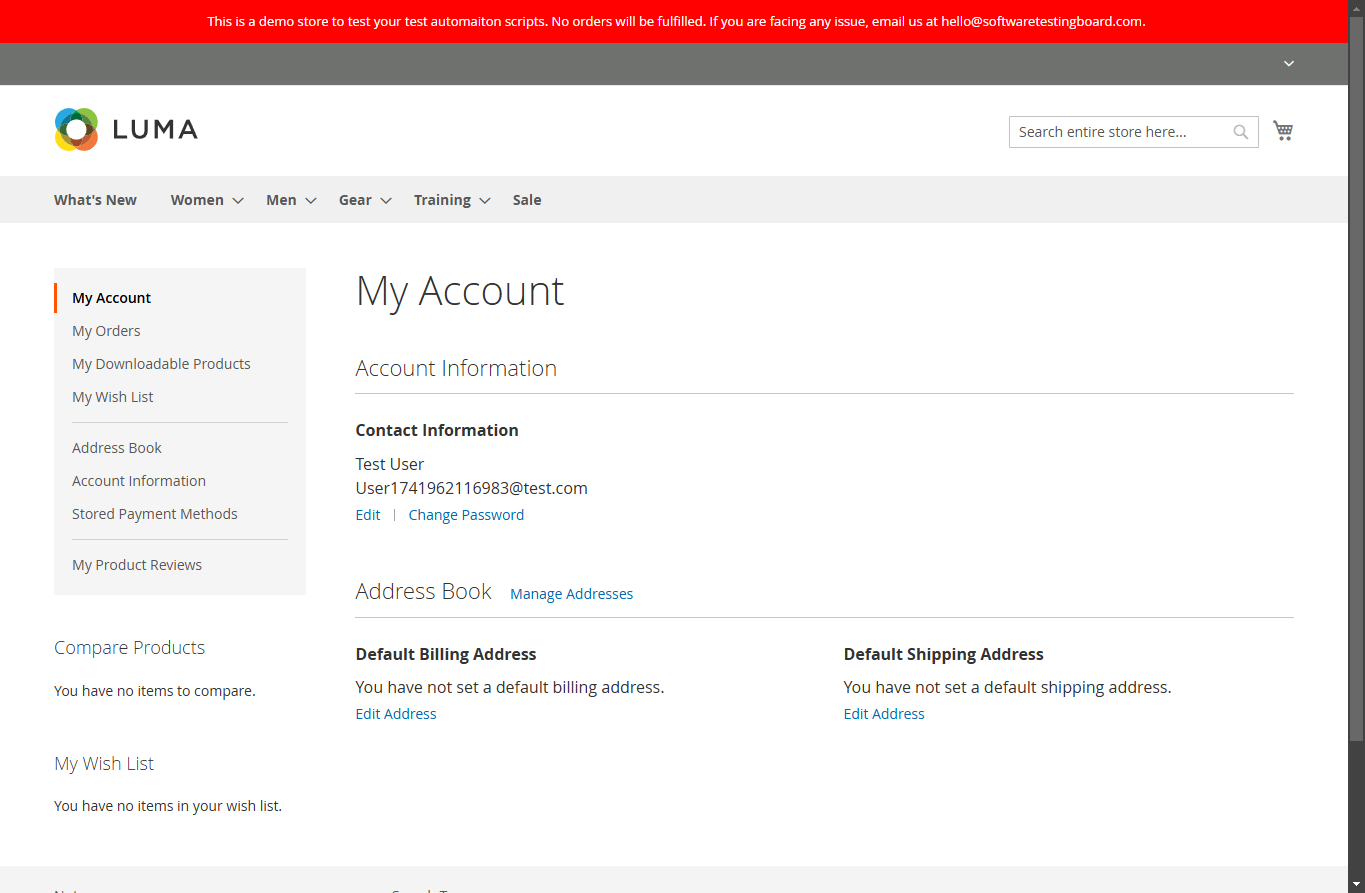 This is a demo store to test your test automaiton scripts. No orders will be fulfilled. If you are facing any issue, email us at hello@softwaretestingboard.com.
LUMA
Search entire store here...
What's New Women Men Gear Training Sale
My Account
My Orders
My Downloadable Products
My Wish List
Address Book
Account Information
Stored Payment Methods
My Product Reviews
Compare Products
You have no items to compare.
My Wish List
You have no items in your wish list.
My Account
Account Information
Contact Information
Test User
User1741962116983@test.com
Edit | Change Password
Address Book Manage Addresses
Default Billing Address
You have not set a default billing address.
Edit Address
Default Shipping Address
You have not set a default shipping address.
Edit Address